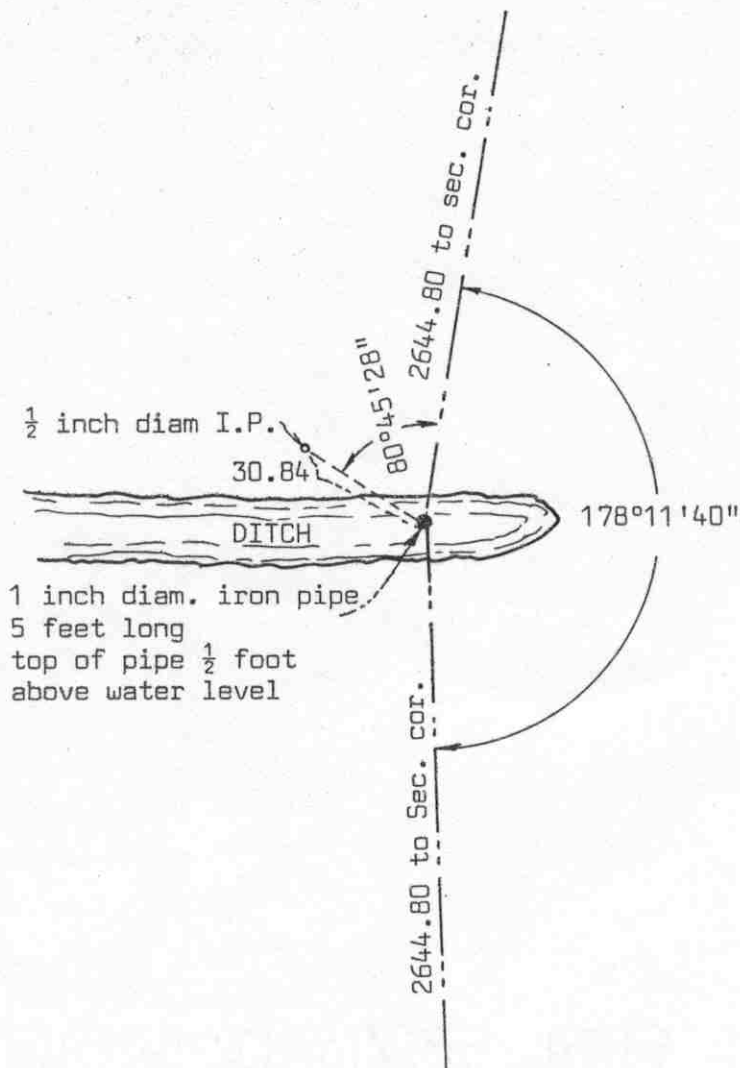 2644.80 to sec. cor.
80°45'28"
½ inch diam I.P.
30.84
DITCH
178°11'40"
1 inch diam. iron pipe
5 feet long
top of pipe ½ foot
above water level
2644.80 to Sec. cor.